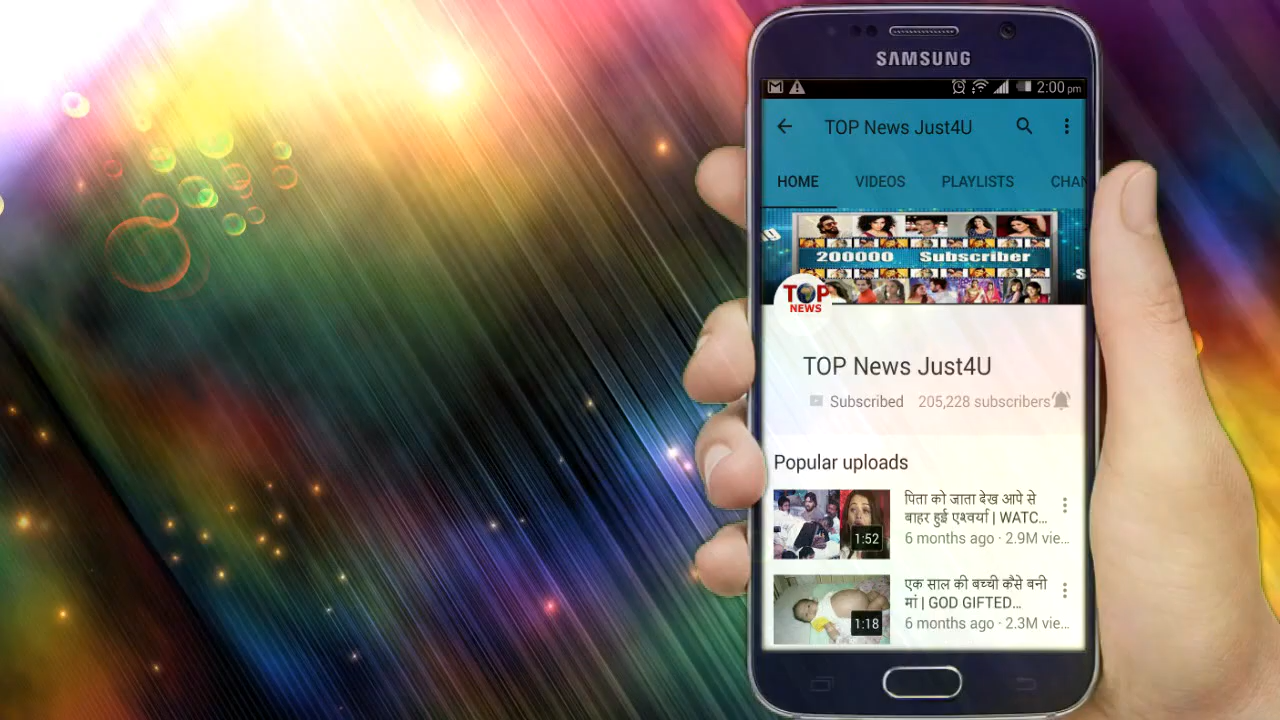 SAMSUNG
2:00 pm
TOP News Just4U
HOME VIDEOS PLAYLISTS CHAN
200000 Subscriber
TOP
NEWS
TOP News Just4U
Subscribed 205,228 subscribers
Popular uploads
पिता को जाता देख आपे से
बाहर हुई एश्वर्या | WATC...
1:52
6 months ago · 2.9M vie...
एक साल की बच्ची कैसे बनी
मां | GOD GIFTED...
1:18
6 months ago · 2.3M vie...